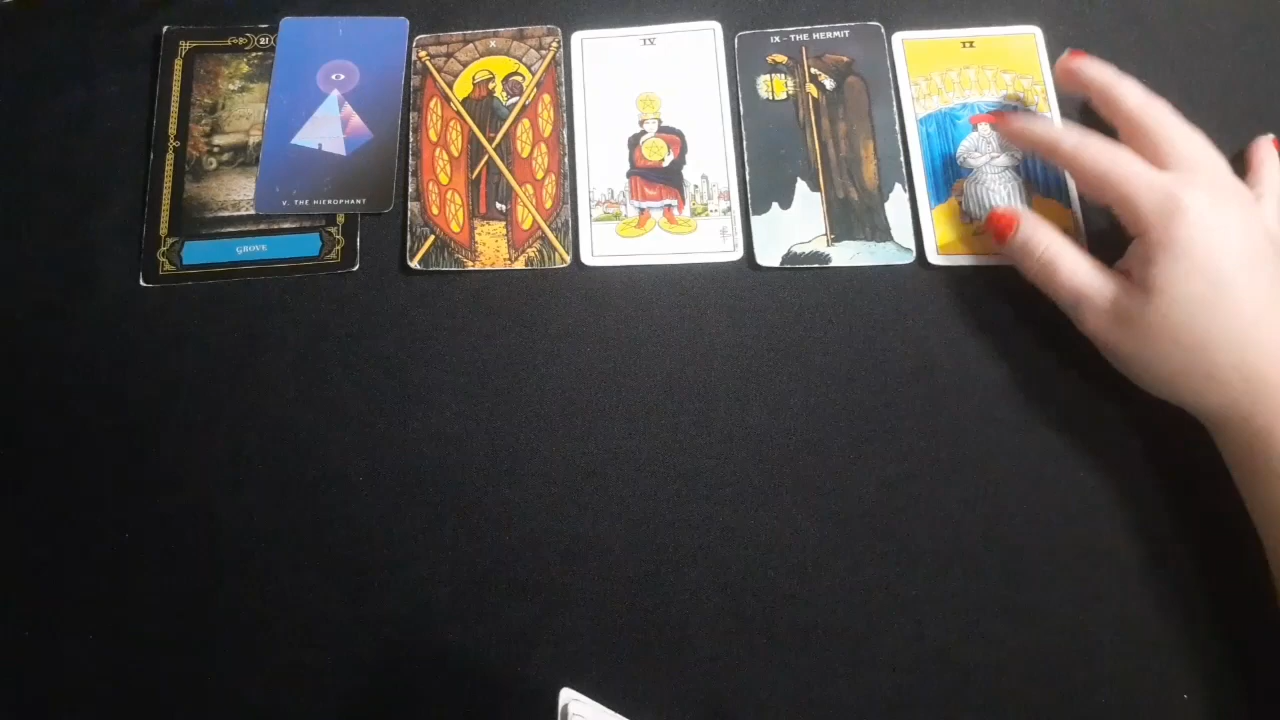 21
GROVE
V. THE HIEROPHANT
X
IV
IX - THE HERMIT
IX